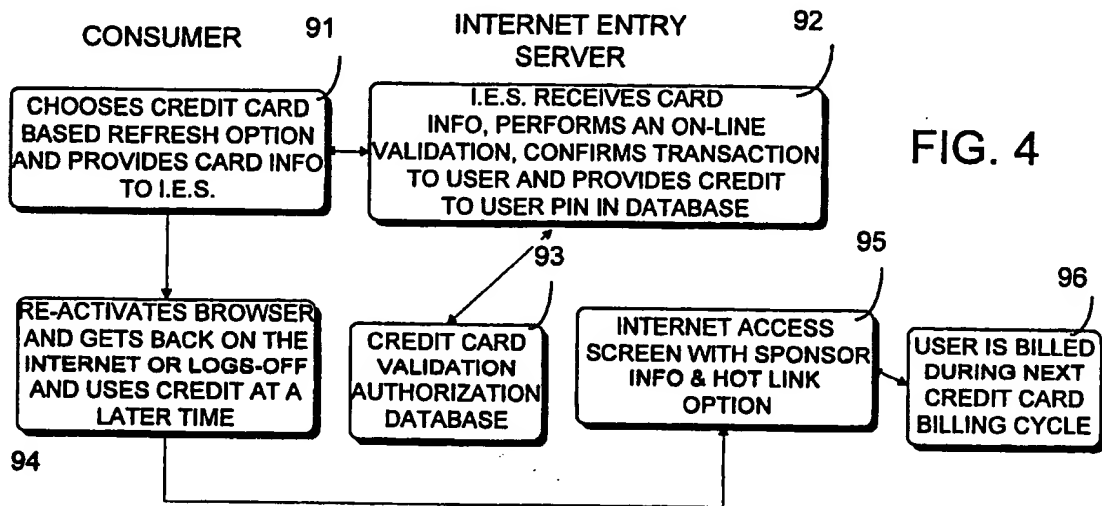 CONSUMER
91
INTERNET ENTRY
SERVER
92
CHOOSES CREDIT CARD
BASED REFRESH OPTION
AND PROVIDES CARD INFO
TO I.E.S.
I.E.S. RECEIVES CARD
INFO, PERFORMS AN ON-LINE
VALIDATION, CONFIRMS TRANSACTION
TO USER AND PROVIDES CREDIT
TO USER PIN IN DATABASE
FIG. 4
RE-ACTIVATES BROWSER
AND GETS BACK ON THE
INTERNET OR LOGS-OFF
AND USES CREDIT AT A
LATER TIME
94
93
CREDIT CARD
VALIDATION
AUTHORIZATION
DATABASE
95
INTERNET ACCESS
SCREEN WITH SPONSOR
INFO & HOT LINK
OPTION
96
USER IS BILLED
DURING NEXT
CREDIT CARD
BILLING CYCLE